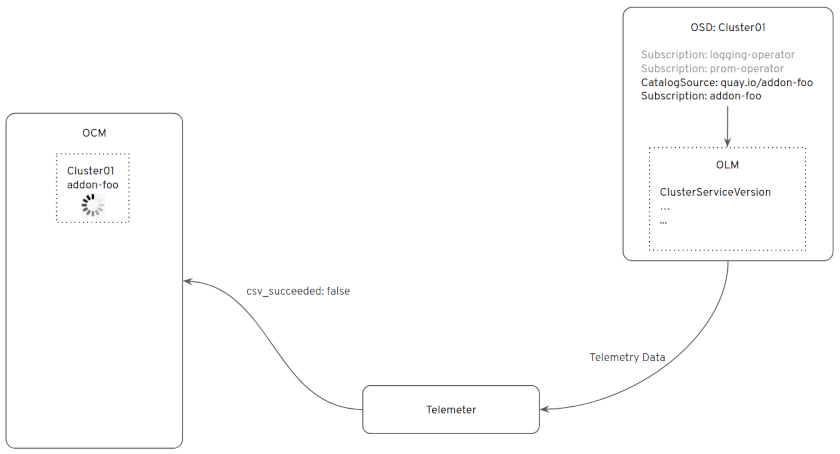 OSD: Cluster01
Subscription: logging-operator
Subscription: prom-operator
CatalogSource: quay.io/addon-foo
Subscription: addon-foo
OLM
ClusterServiceVersion
...
...
OCM
Cluster01
addon-foo
csv_succeeded: false
Telemetry Data
Telemeter